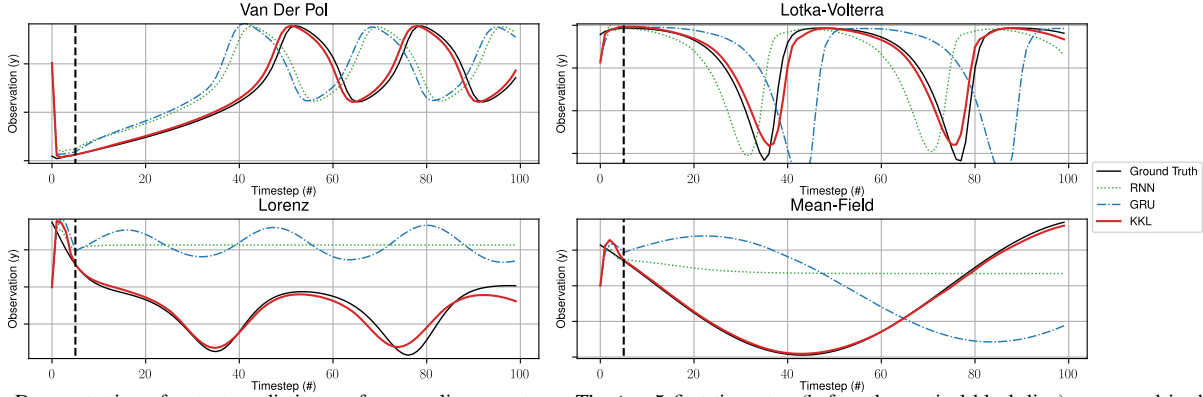 Van Der Pol
Observation (y)
0 20 40 60 80 100
Timestep (#)
Lotka-Volterra
Observation (y)
0 20 40 60 80 100
Timestep (#)
Ground Truth
RNN
GRU
KKL
Lorenz
Observation (y)
0 20 40 60 80 100
Timestep (#)
Mean-Field
Observation (y)
0 20 40 60 80 100
Timestep (#)